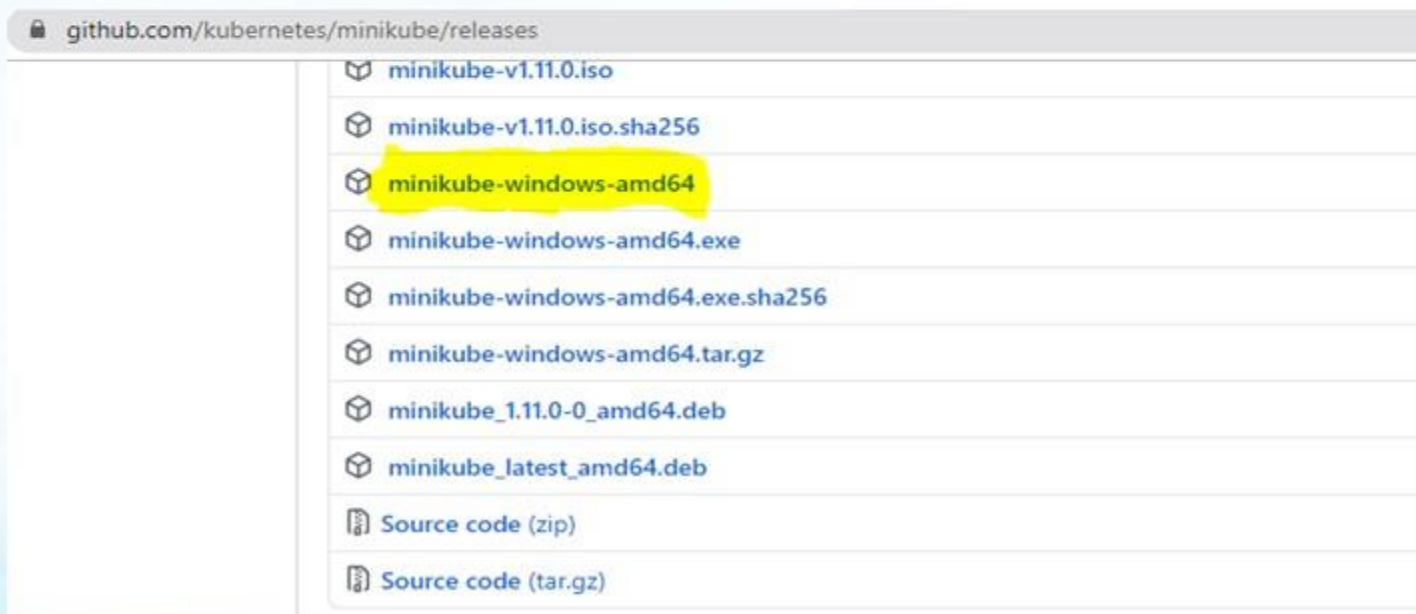 github.com/kubernetes/minikube/releases
minikube-v1.11.0.iso
minikube-v1.11.0.iso.sha256
minikube-windows-amd64
minikube-windows-amd64.exe
minikube-windows-amd64.exe.sha256
minikube-windows-amd64.tar.gz
minikube_1.11.0-0_amd64.deb
minikube_latest_amd64.deb
Source code (zip)
Source code (tar.gz)